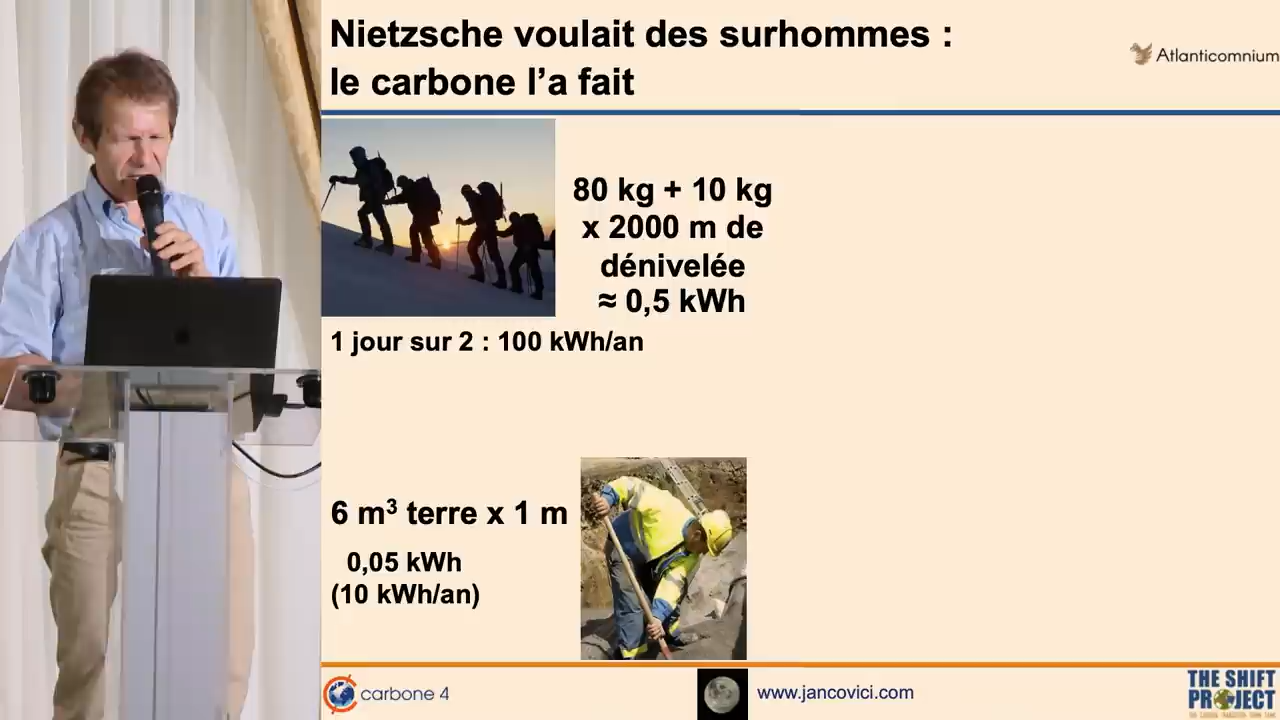 Nietzsche voulait des surhommes :
le carbone l’a fait
Atlanticomnium
80 kg + 10 kg
x 2000 m de
dénivelée
≈ 0,5 kWh
1 jour sur 2 : 100 kWh/an
6 m³ terre x 1 m
0,05 kWh
(10 kWh/an)
carbone 4
www.jancovici.com
THE SHIFT
PROJECT